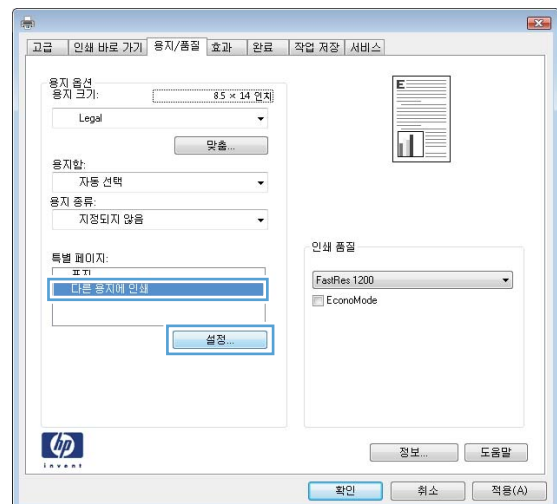 고급 인쇄 바로 가기 용지/품질 효과 완료 작업 저장 서비스
용지 옵션
용지 크기: 8.5 × 14 인치
Legal
맞춤...
용지함:
자동 선택
용지 종류:
지정되지 않음
특별 페이지:
표지
다른 용지에 인쇄
설정...
E
인쇄 품질
FastRes 1200
EconoMode
hp
invent
정보... 도움말
확인 취소 적용(A)